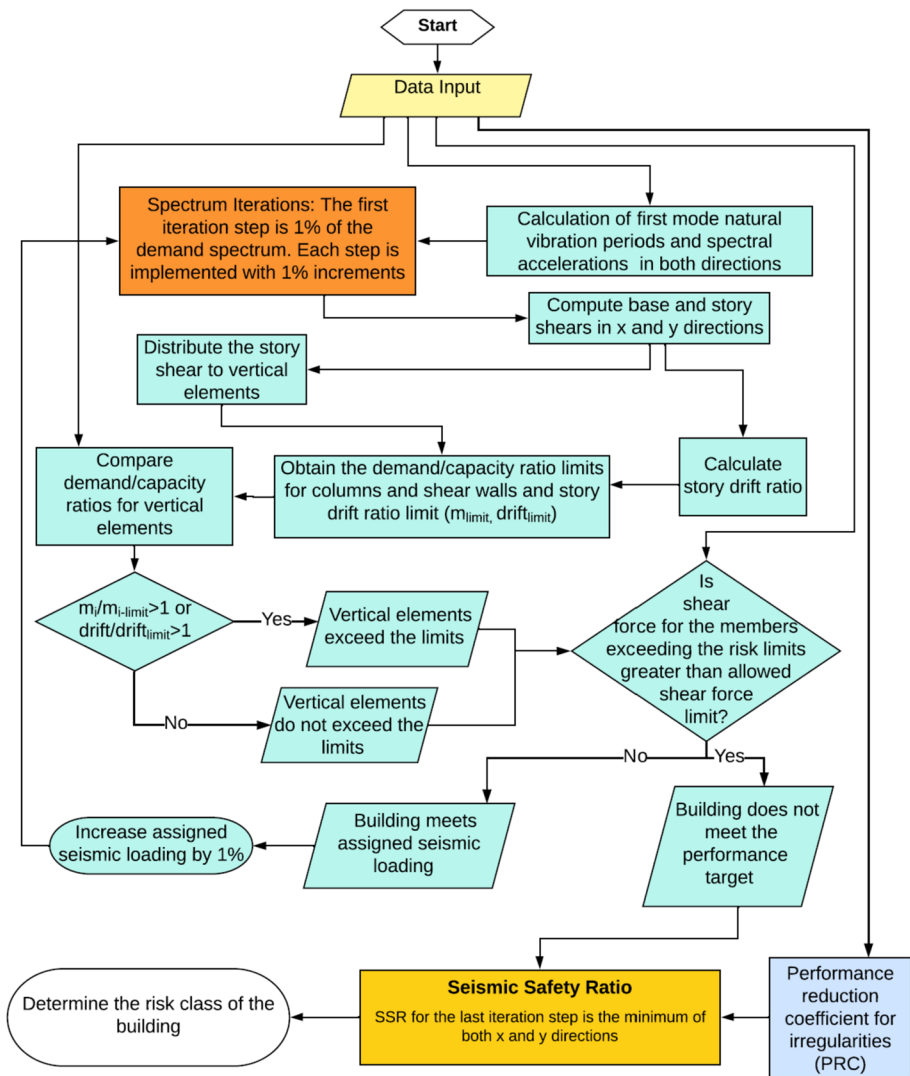 Start
Data Input
Spectrum Iterations: The first
iteration step is 1% of the
demand spectrum. Each step is
implemented with 1% increments
Calculation of first mode natural
vibration periods and spectral
accelerations in both directions
Compute base and story
shears in x and y directions
Distribute the story
shear to vertical
elements
Compare
demand/capacity
ratios for vertical
elements
Obtain the demand/capacity ratio limits
for columns and shear walls and story
drift ratio limit (mlimit, driftlimit)
Calculate
story drift ratio
mi/mi-limit>1 or
drift/driftlimit>1
Yes
Vertical elements
exceed the limits
No
Vertical elements
do not exceed the
limits
Is
shear
force for the members
exceeding the risk limits
greater than allowed
shear force
limit?
No
Yes
Increase assigned
seismic loading by 1%
Building meets
assigned seismic
loading
Building does not
meet the
performance
target
Determine the risk class of the
building
Seismic Safety Ratio
SSR for the last iteration step is the minimum of
both x and y directions
Performance
reduction
coefficient for
irregularities
(PRC)